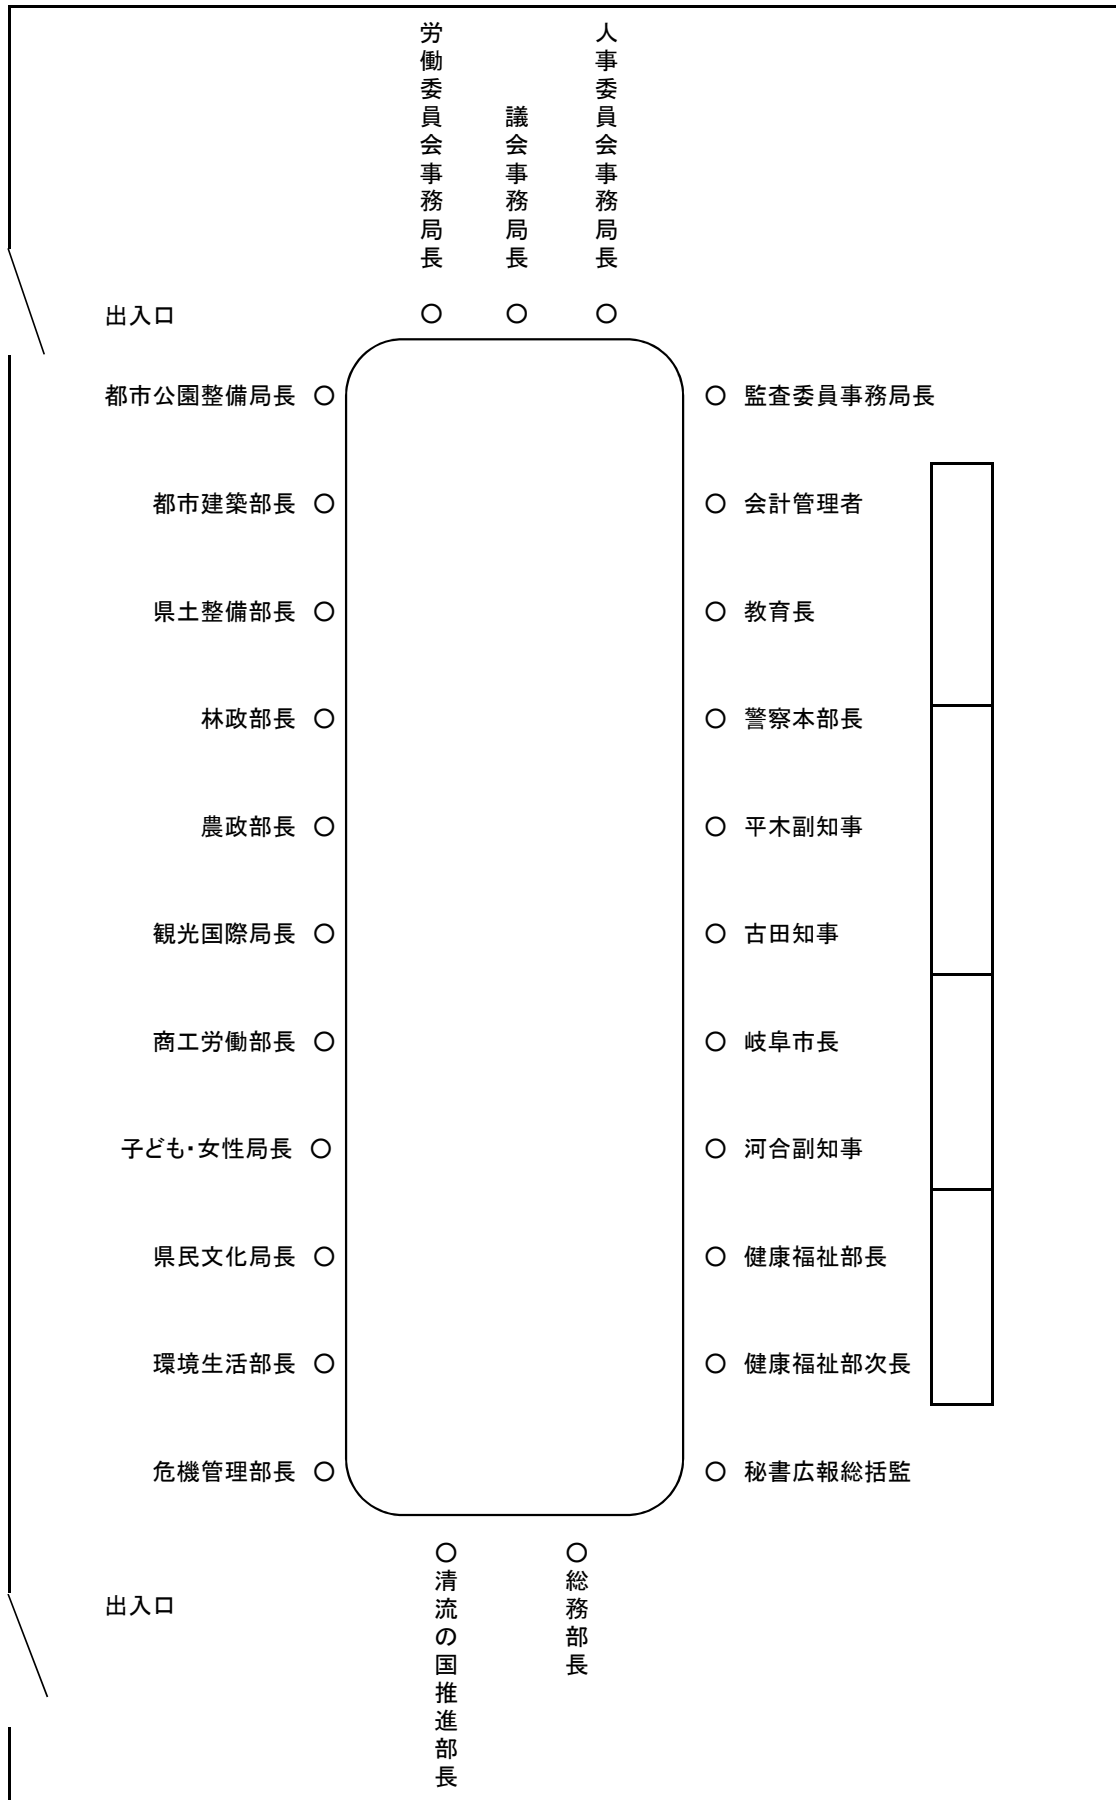 労働委員会事務局長
議会事務局長
人事委員会事務局長
出入口
都市公園整備局長 ○
○ 監査委員事務局長
都市建築部長 ○
○ 会計管理者
県土整備部長 ○
○ 教育長
林政部長 ○
○ 警察本部長
農政部長 ○
○ 平木副知事
観光国際局長 ○
○ 古田知事
商工労働部長 ○
○ 岐阜市長
子ども・女性局長 ○
○ 河合副知事
県民文化局長 ○
○ 健康福祉部長
環境生活部長 ○
○ 健康福祉部次長
危機管理部長 ○
○ 秘書広報総括監
出入口
○清流の国推進部長
○総務部長